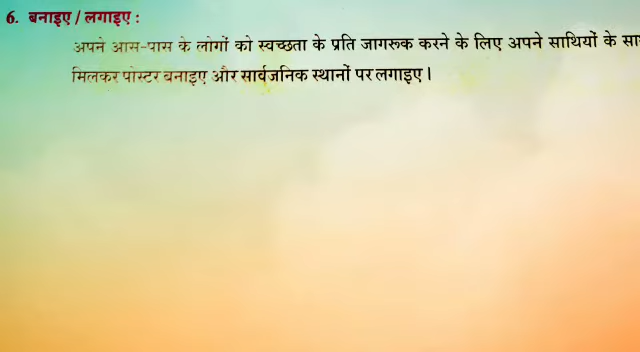 6. बनाइए / लगाइए :
अपने आस-पास के लोगों को स्वच्छता के प्रति जागरूक करने के लिए अपने साथियों के
मिलकर पोस्टर बनाइए और सार्वजनिक स्थानों पर लगाइए ।